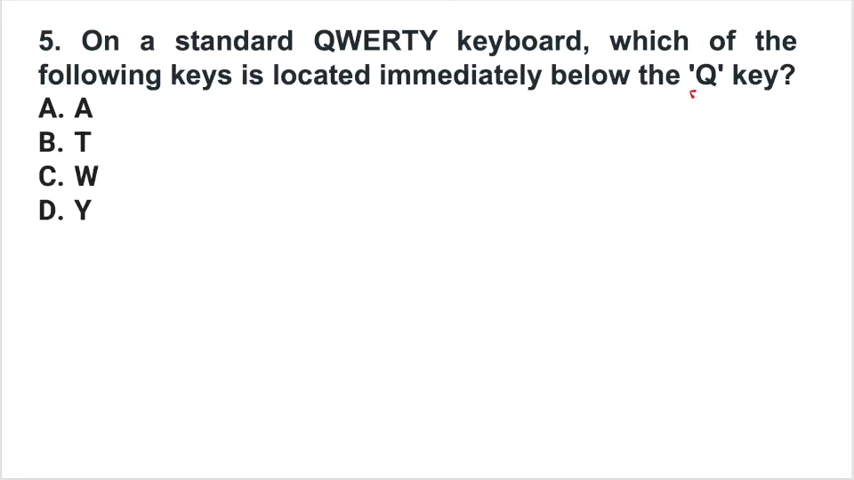 5. On a standard QWERTY keyboard, which of the
following keys is located immediately below the 'Q' key?
A. A
B. T
C. W
D. Y